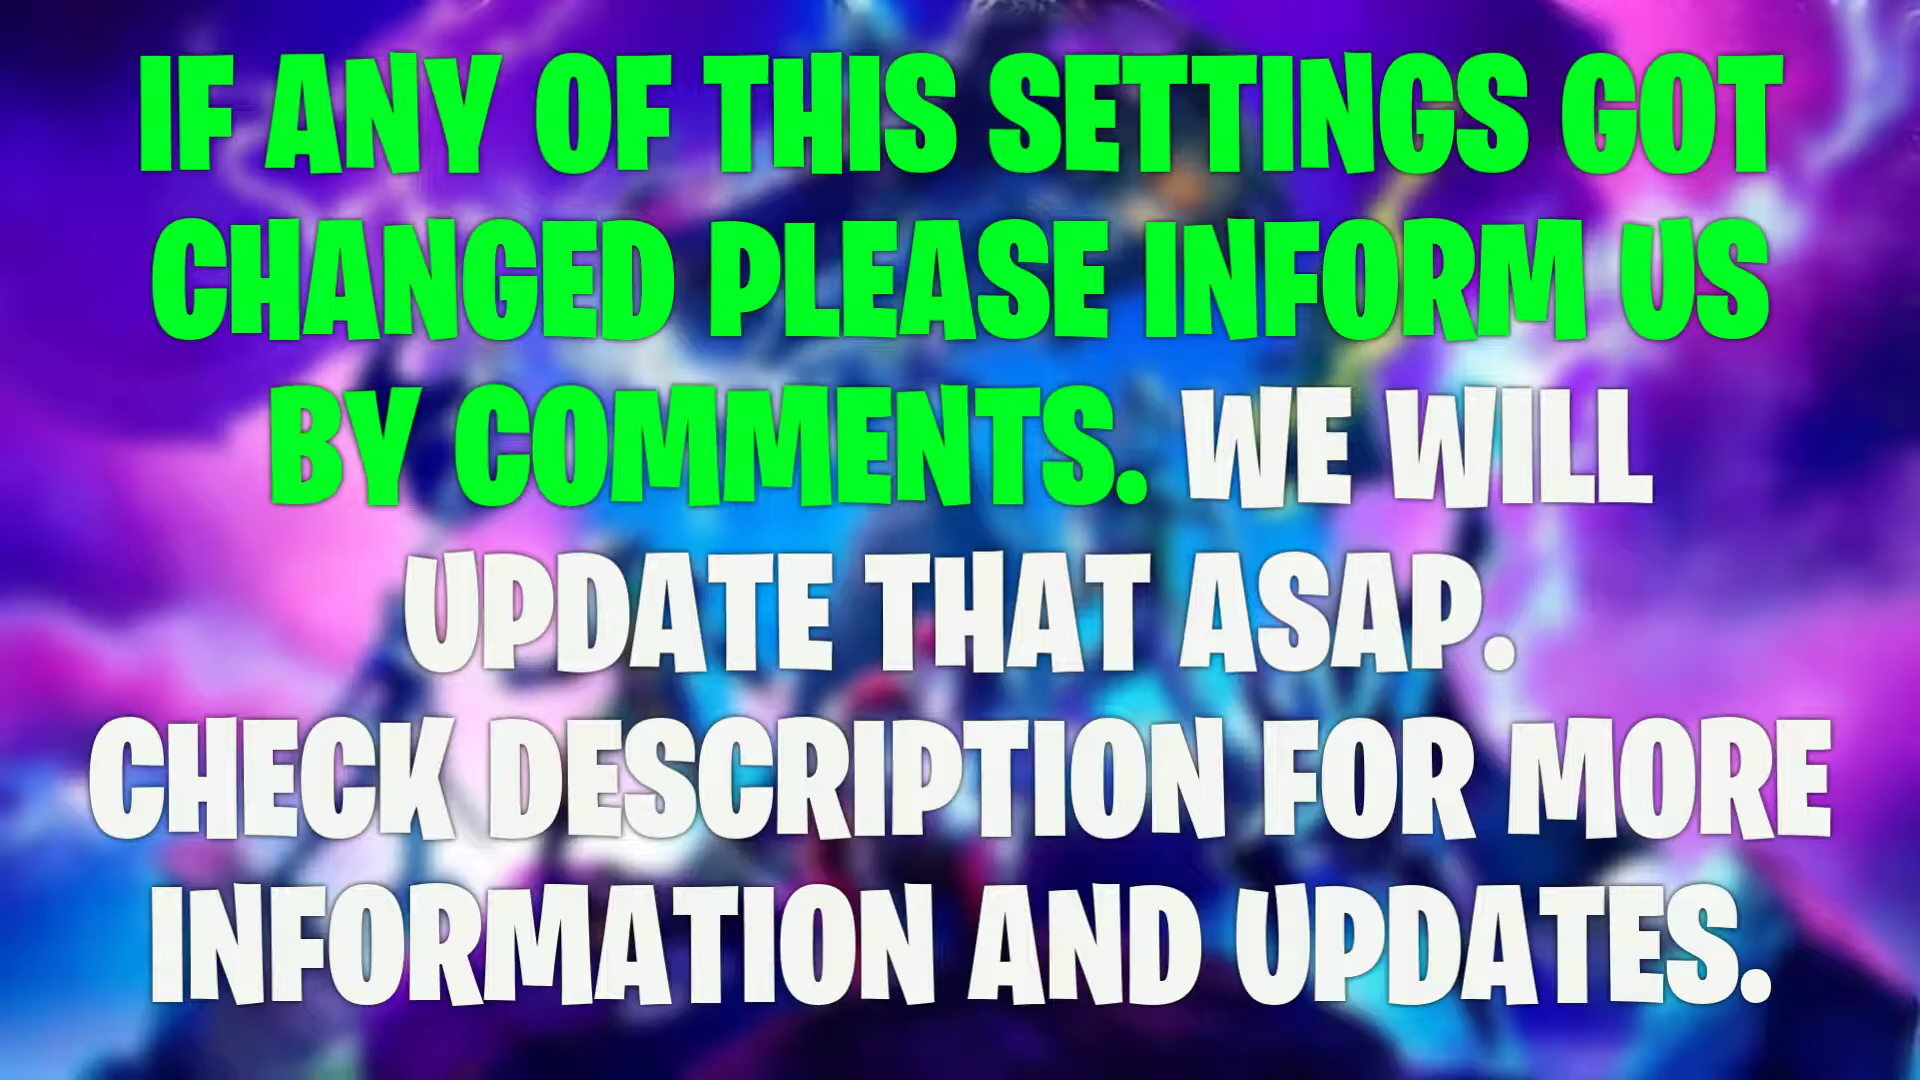 IF ANY OF THIS SETTINGS GOT
CHANGED PLEASE INFORM US
BY COMMENTS. WE WILL
UPDATE THAT ASAP.
CHECK DESCRIPTION FOR MORE
INFORMATION AND UPDATES.